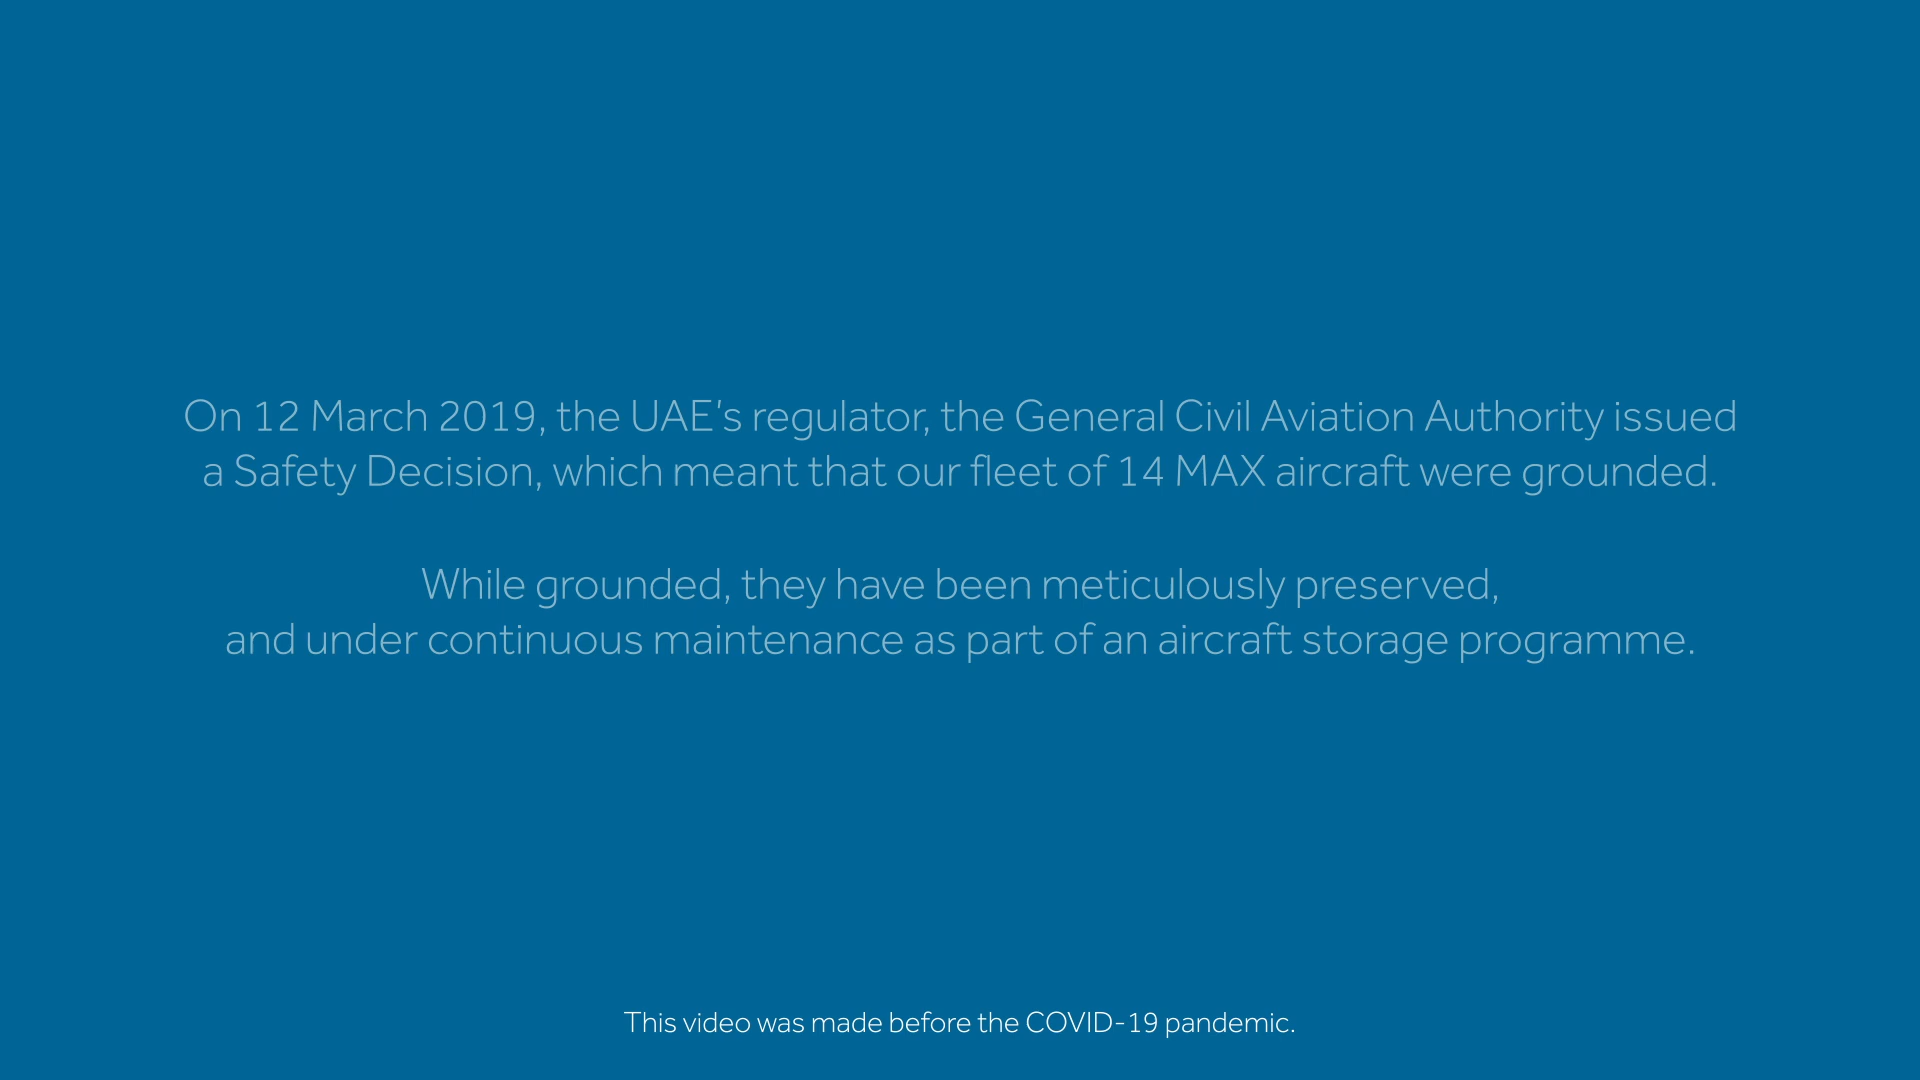 On 12 March 2019, the UAE's regulator, the General Civil Aviation Authority issued
a Safety Decision, which meant that our fleet of 14 MAX aircraft were grounded.
While grounded, they have been meticulously preserved,
and under continuous maintenance as part of an aircraft storage programme.
This video was made before the COVID-19 pandemic.